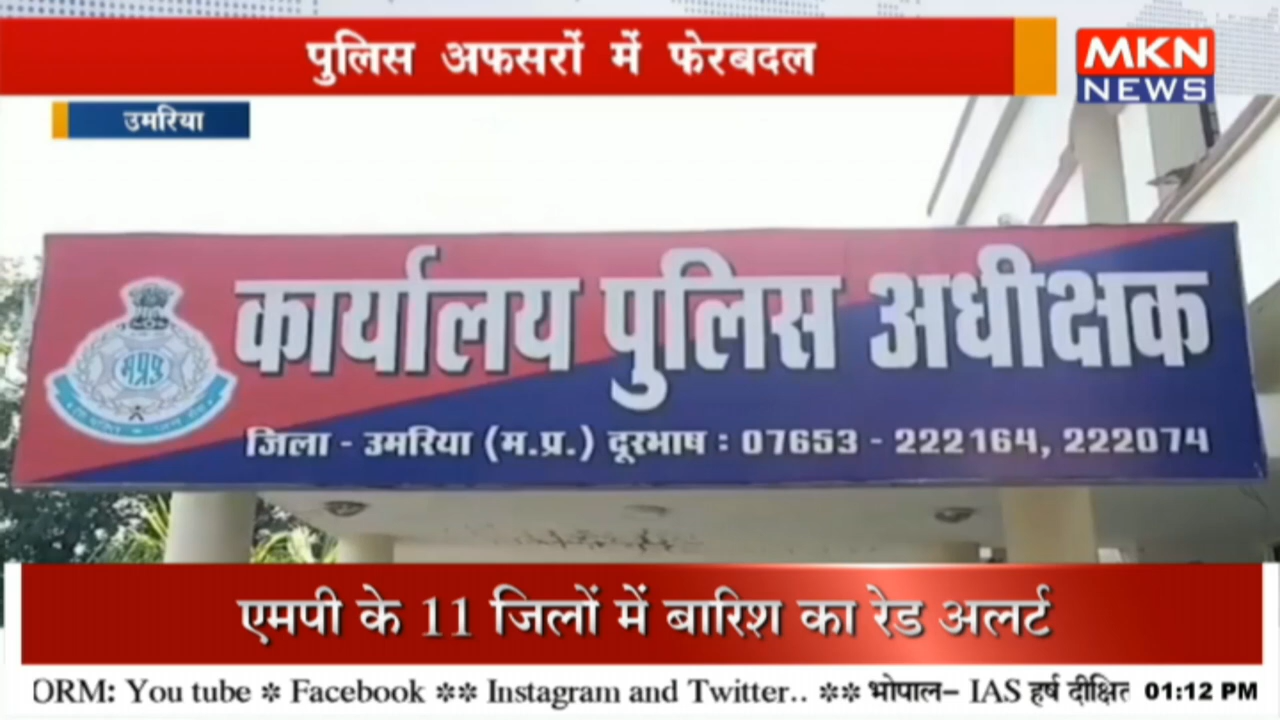 पुलिस अफसरों में फेरबदल
MKN
NEWS
उमरिया
कार्यालय पुलिस अधीक्षक
म.प्र.पु.
जिला - उमरिया (म.प्र.) दूरभाष : 07653 - 222164, 222074
एमपी के 11 जिलों में बारिश का रेड अलर्ट
ORM: You tube * Facebook ** Instagram and Twitter.. ** भोपाल– IAS हर्ष दीक्षित 01:12 PM